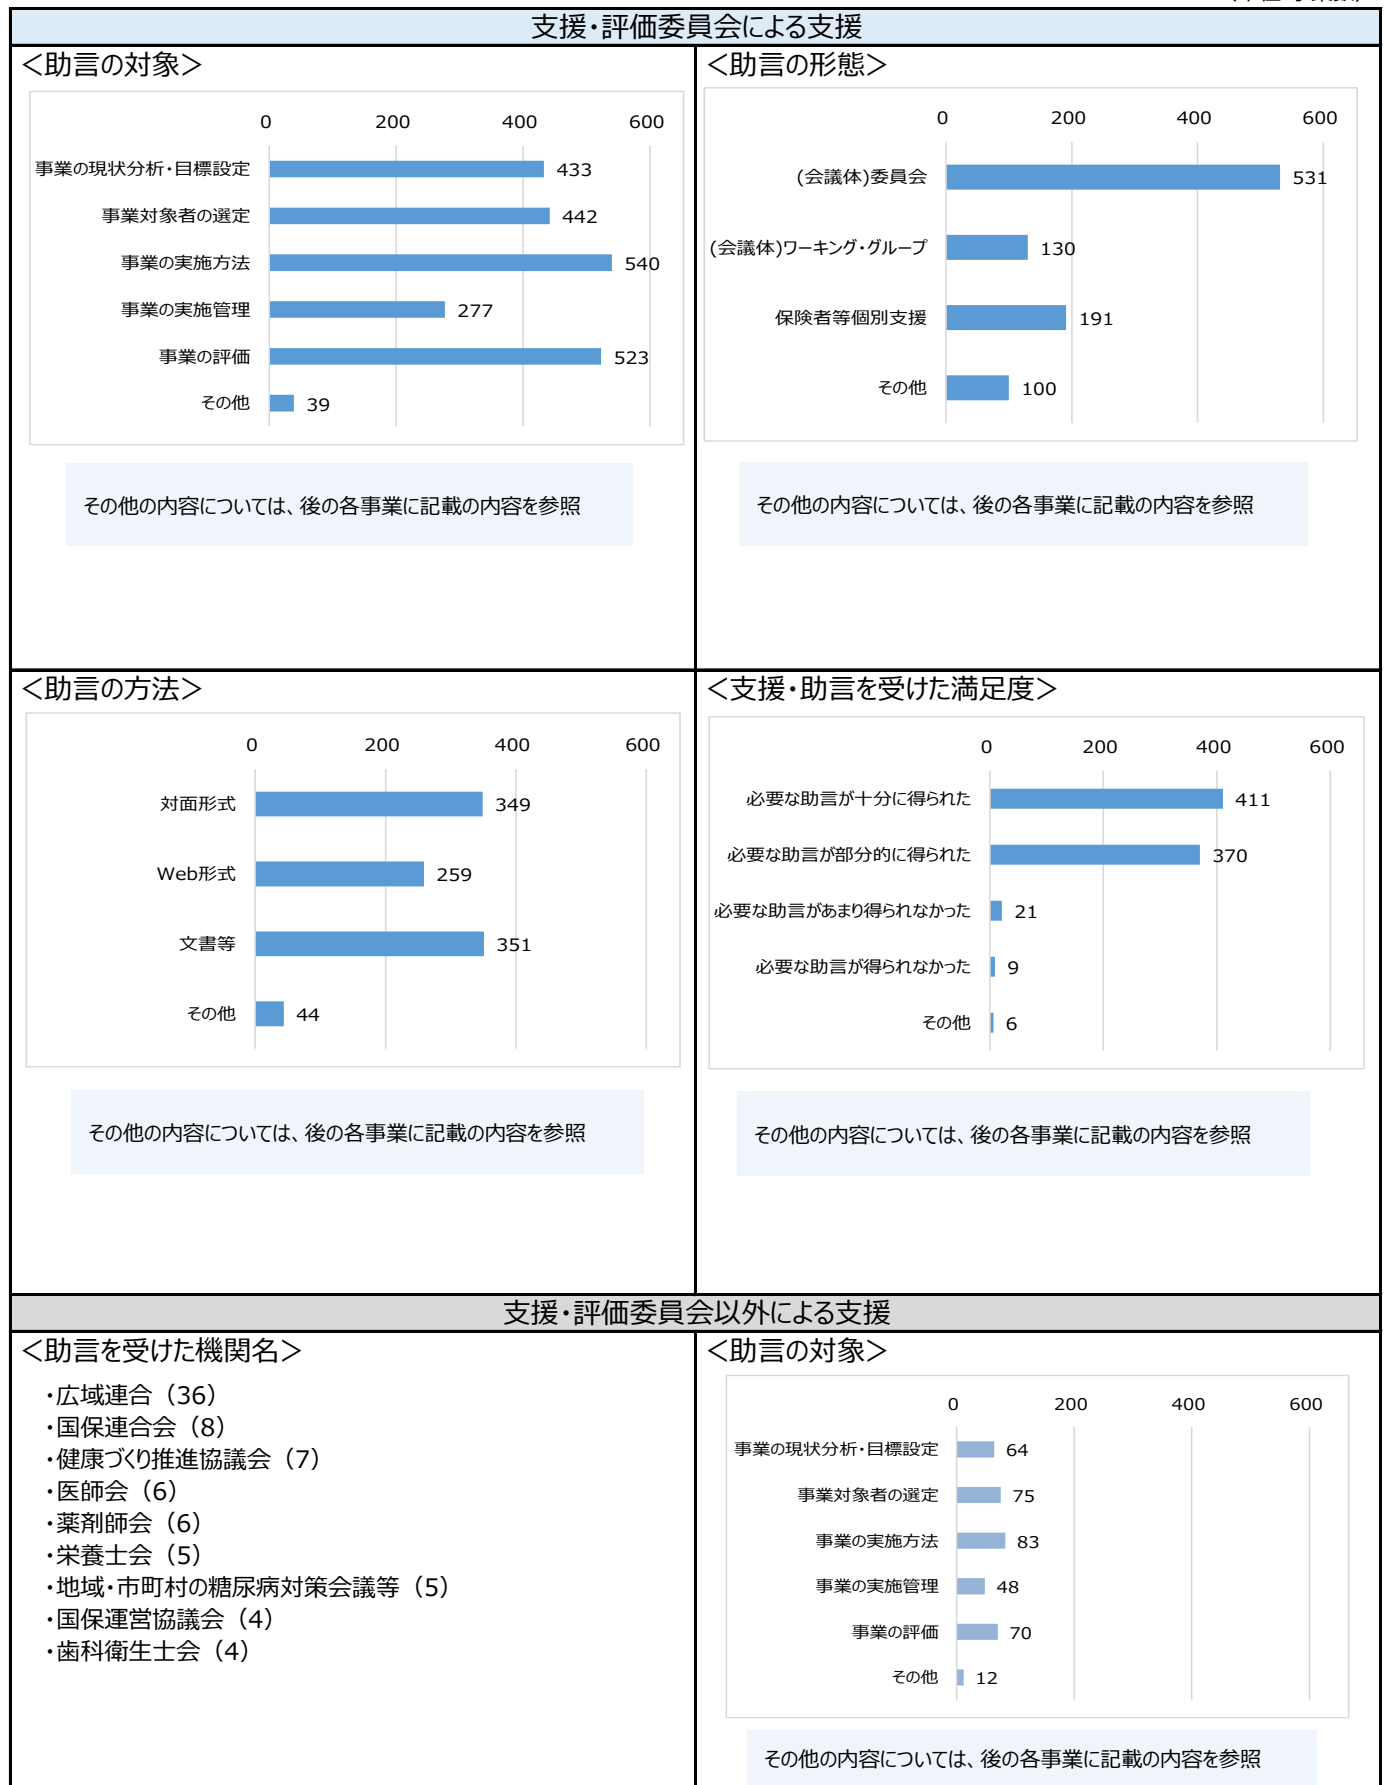 支援・評価委員会による支援
＜助言の対象＞
0 200 400 600
事業の現状分析・目標設定 433
事業対象者の選定 442
事業の実施方法 540
事業の実施管理 277
事業の評価 523
その他 39
その他の内容については、後の各事業に記載の内容を参照
＜助言の形態＞
0 200 400 600
(会議体)委員会 531
(会議体)ワーキング・グループ 130
保険者等個別支援 191
その他 100
その他の内容については、後の各事業に記載の内容を参照
＜助言の方法＞
0 200 400 600
対面形式 349
Web形式 259
文書等 351
その他 44
その他の内容については、後の各事業に記載の内容を参照
＜支援・助言を受けた満足度＞
0 200 400 600
必要な助言が十分に得られた 411
必要な助言が部分的に得られた 370
必要な助言があまり得られなかった 21
必要な助言が得られなかった 9
その他 6
その他の内容については、後の各事業に記載の内容を参照
支援・評価委員会以外による支援
＜助言を受けた機関名＞
・広域連合（36）
・国保連合会（8）
・健康づくり推進協議会（7）
・医師会（6）
・薬剤師会（6）
・栄養士会（5）
・地域・市町村の糖尿病対策会議等（5）
・国保運営協議会（4）
・歯科衛生士会（4）
＜助言の対象＞
0 200 400 600
事業の現状分析・目標設定 64
事業対象者の選定 75
事業の実施方法 83
事業の実施管理 48
事業の評価 70
その他 12
その他の内容については、後の各事業に記載の内容を参照